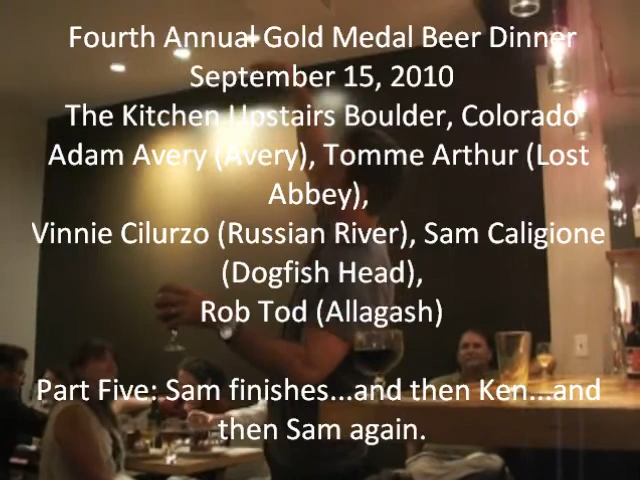 Fourth Annual Gold Medal Beer Dinner
September 15, 2010
The Kitchen Upstairs Boulder, Colorado
Adam Avery (Avery), Tomme Arthur (Lost
Abbey),
Vinnie Cilurzo (Russian River), Sam Caligione
(Dogfish Head),
Rob Tod (Allagash)
Part Five: Sam finishes...and then Ken...and
then Sam again.